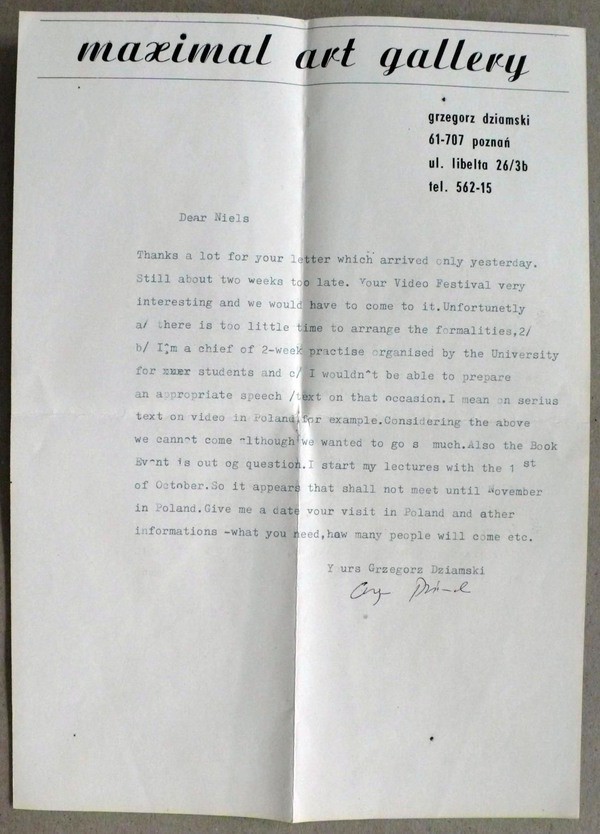 maximal art gallery
grzegorz dziamski
61-707 poznań
ul. libelta 26/3b
tel. 562-15
Dear Niels
Thanks a lot for your letter which arrived only yesterday.
Still about two weeks too late. Your Video Festival very
interesting and we would have to come to it.Unfortunetly
a/ there is too little time to arrange the formalities,2/
b/ I'm a chief of 2-week practise organised by the University
for students and c/ I wouldn^t be able to prepare
an appropriate speech /text on that occasion.I mean on serius
text on video in Poland,for example.Considering the above
we cannot come although we wanted to go s much.Also the Book
Event is out og question.I start my lectures with the 1 st
of October.So it appears that shall not meet until November
in Poland.Give me a date your visit in Poland and ather
informations -what you need,haw many people will come etc.
Y urs Grzegorz Dziamski